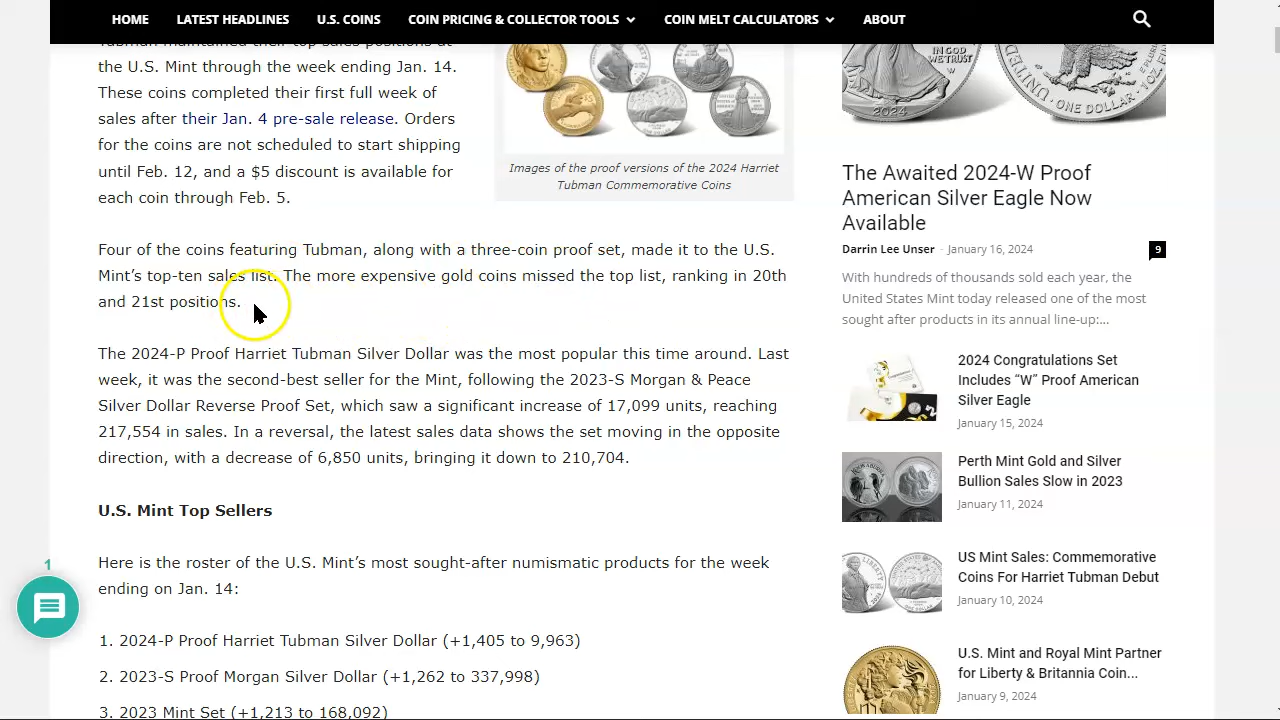 HOME LATEST HEADLINES U.S. COINS COIN PRICING & COLLECTOR TOOLS COIN MELT CALCULATORS ABOUT
Tubman maintained their top sales positions at
the U.S. Mint through the week ending Jan. 14.
These coins completed their first full week of
sales after their Jan. 4 pre-sale release. Orders
for the coins are not scheduled to start shipping
until Feb. 12, and a $5 discount is available for
each coin through Feb. 5.
Images of the proof versions of the 2024 Harriet
Tubman Commemorative Coins
Four of the coins featuring Tubman, along with a three-coin proof set, made it to the U.S.
Mint’s top-ten sales list. The more expensive gold coins missed the top list, ranking in 20th
and 21st positions.
The 2024-P Proof Harriet Tubman Silver Dollar was the most popular this time around. Last
week, it was the second-best seller for the Mint, following the 2023-S Morgan & Peace
Silver Dollar Reverse Proof Set, which saw a significant increase of 17,099 units, reaching
217,554 in sales. In a reversal, the latest sales data shows the set moving in the opposite
direction, with a decrease of 6,850 units, bringing it down to 210,704.
U.S. Mint Top Sellers
Here is the roster of the U.S. Mint’s most sought-after numismatic products for the week
ending on Jan. 14:
1. 2024-P Proof Harriet Tubman Silver Dollar (+1,405 to 9,963)
2. 2023-S Proof Morgan Silver Dollar (+1,262 to 337,998)
3. 2023 Mint Set (+1,213 to 168,092)
1
IN GOD
WE TRUST
2024
ONE DOLLAR
The Awaited 2024-W Proof
American Silver Eagle Now
Available
Darrin Lee Unser - January 16, 2024
9
With hundreds of thousands sold each year, the
United States Mint today released one of the most
sought after products in its annual line-up:...
2024 Congratulations Set
Includes “W” Proof American
Silver Eagle
January 15, 2024
Perth Mint Gold and Silver
Bullion Sales Slow in 2023
January 11, 2024
US Mint Sales: Commemorative
Coins For Harriet Tubman Debut
January 10, 2024
U.S. Mint and Royal Mint Partner
for Liberty & Britannia Coin...
January 9, 2024